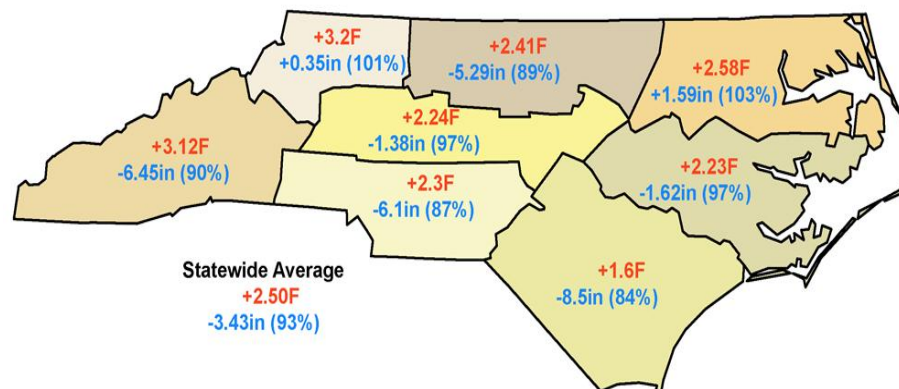 +3.2F
+0.35in (101%)
+2.41F
-5.29in (89%)
+2.58F
+1.59in (103%)
+3.12F
-6.45in (90%)
+2.24F
-1.38in (97%)
+2.23F
-1.62in (97%)
+2.3F
-6.1in (87%)
+1.6F
-8.5in (84%)
Statewide Average
+2.50F
-3.43in (93%)